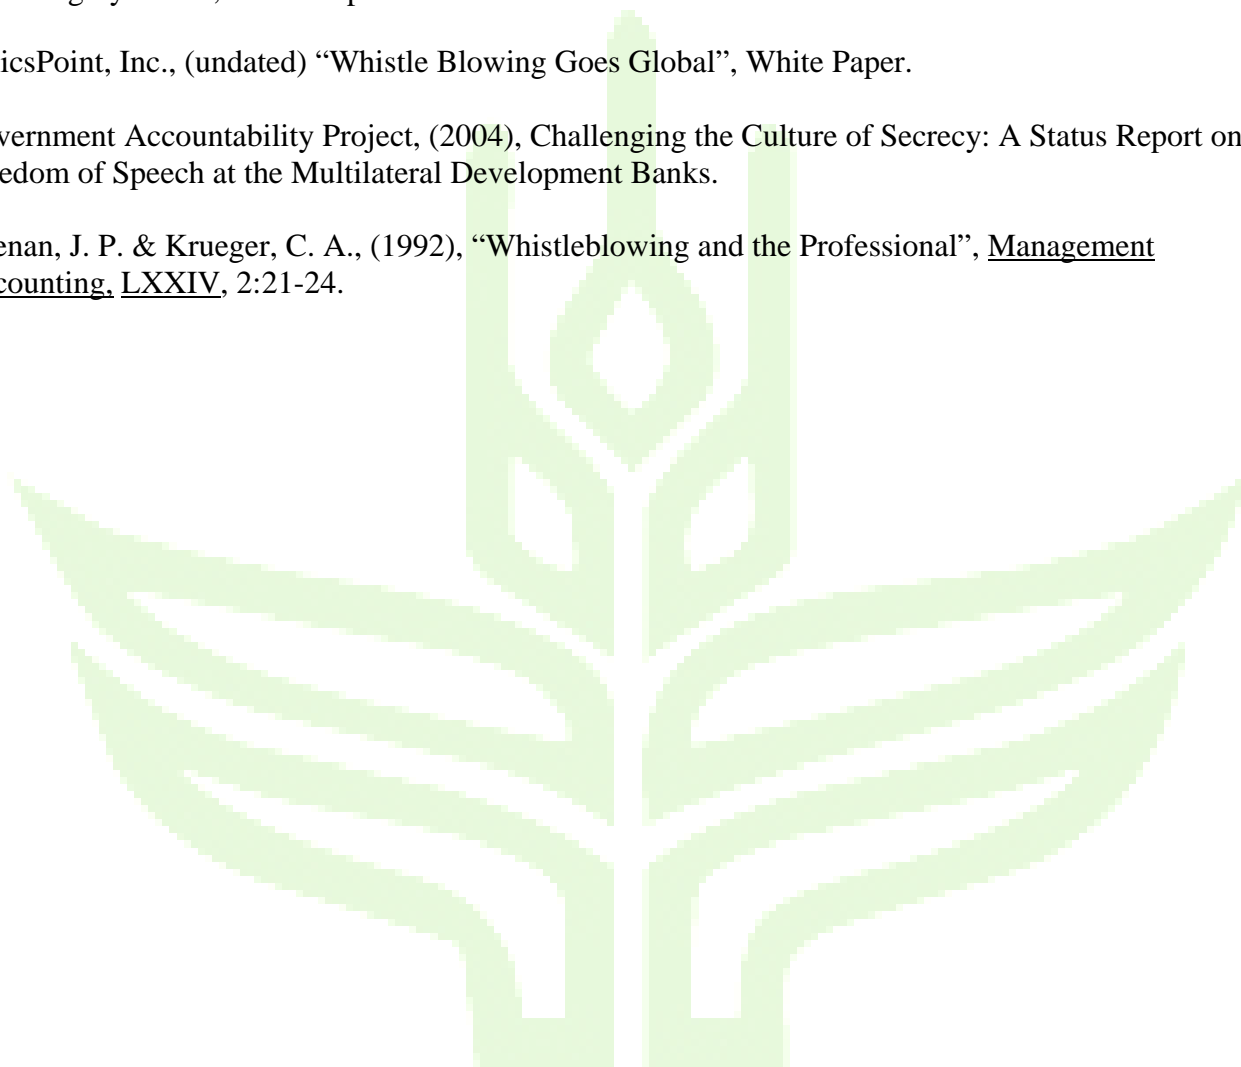 icsPoint, Inc., (undated) “Whistle Blowing Goes Global”, White Paper.
vernment Accountability Project, (2004), Challenging the Culture of Secrecy: A Status Report on
edom of Speech at the Multilateral Development Banks.
enan, J. P. & Krueger, C. A., (1992), “Whistleblowing and the Professional”, Management
counting, LXXIV, 2:21-24.